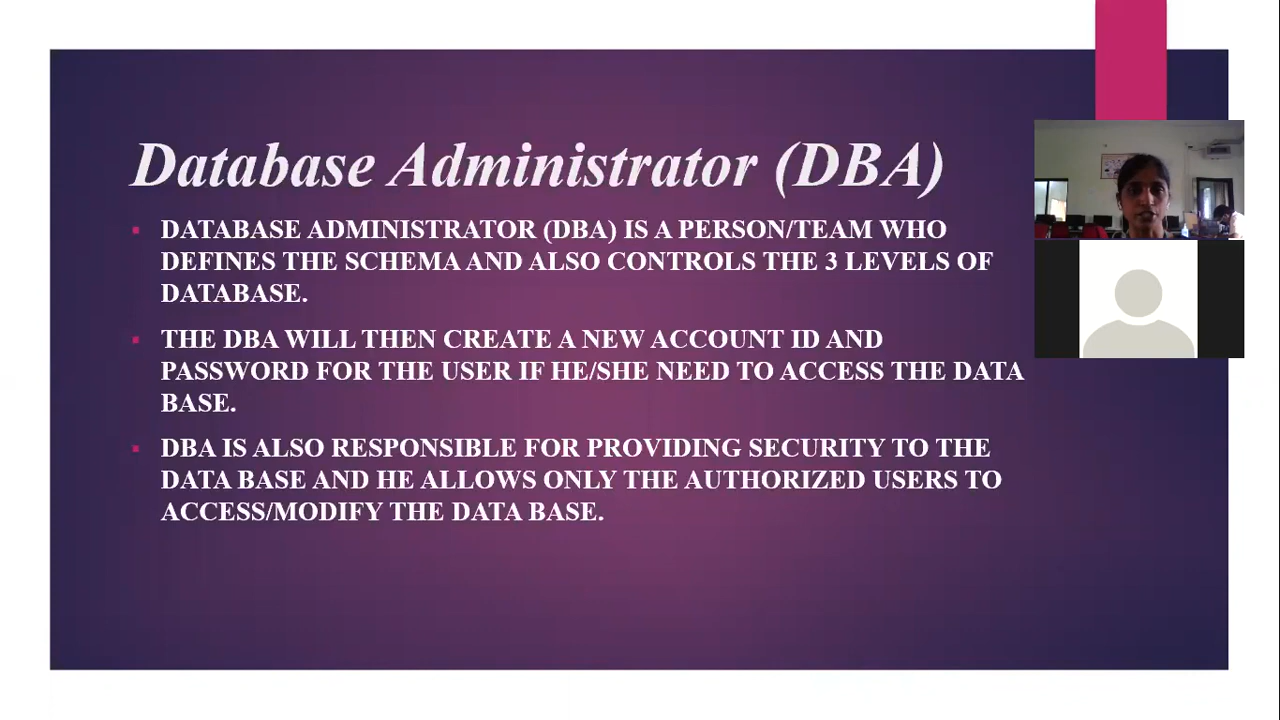 Database Administrator (DBA)
DATABASE ADMINISTRATOR (DBA) IS A PERSON/TEAM WHO
DEFINES THE SCHEMA AND ALSO CONTROLS THE 3 LEVELS OF
DATABASE.
THE DBA WILL THEN CREATE A NEW ACCOUNT ID AND
PASSWORD FOR THE USER IF HE/SHE NEED TO ACCESS THE DATA
BASE.
DBA IS ALSO RESPONSIBLE FOR PROVIDING SECURITY TO THE
DATA BASE AND HE ALLOWS ONLY THE AUTHORIZED USERS TO
ACCESS/MODIFY THE DATA BASE.